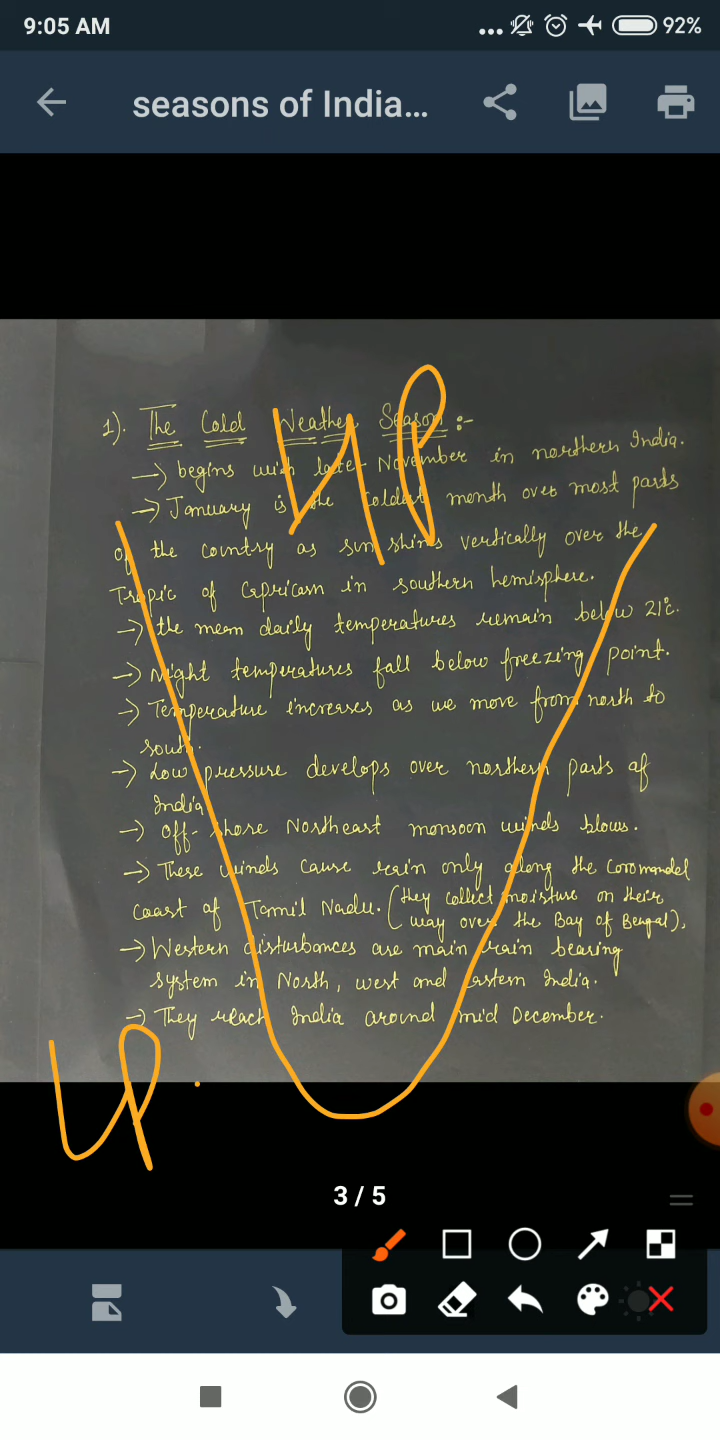 9:05 AM
92%
seasons of India...
1). The Cold Weather Season :-
→ begins with late November in northern India.
→ January is the Coldest month over most parts
of the country as sun shins vertically over the
Tropic of Capricarn in southern hemisphere.
→ the mean daily temperatures remain below 21°c.
→ Night temperatures fall below freezing point.
→ Temperature increases as we move from north to
south.
→ Low pressure develops over northern parts of
India
→ Off-shore Northeast monsoon winds blows.
→ These winds cause rain only along the Coromandel
Coast of Tamil Nadu. (they collect moisture on their
way over the Bay of Bengal).
→ Western disturbances are main rain bearing
system in North, west and Eastern India.
→ They reach India around mid December.
3 / 5